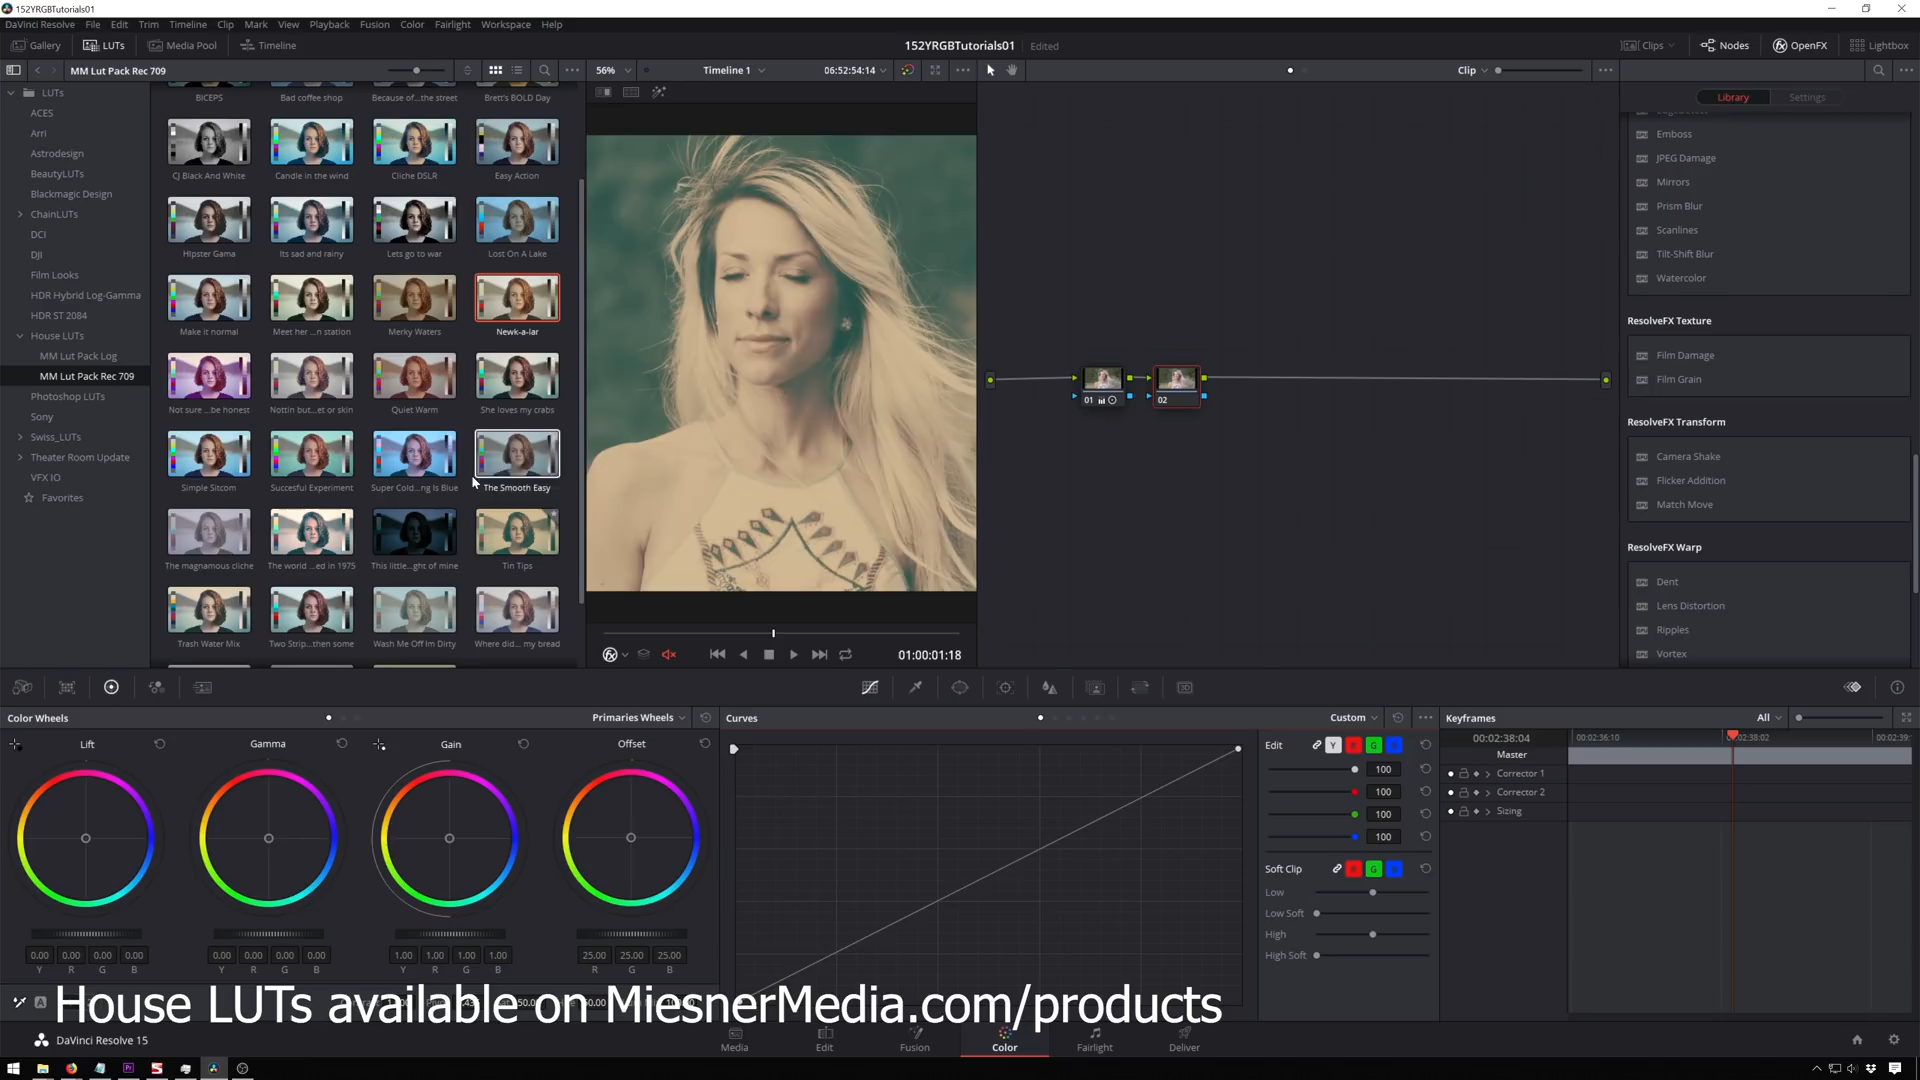 152YRGBTutorials01
DaVinci Resolve File Edit Trim Timeline Clip Mark View Playback Fusion Color Fairlight Workspace Help
Gallery LUTs Media Pool Timeline
152YRGBTutorials01 Edited
Clips Nodes OpenFX Lightbox
MM Lut Pack Rec 709
56% Timeline 1 06:52:54:14
Clip
Library Settings
LUTs
ACES
Arri
Astrodesign
BeautyLUTs
Blackmagic Design
ChainLUTs
DCI
DJI
Film Looks
HDR Hybrid Log-Gamma
HDR ST 2084
House LUTs
MM Lut Pack Log
MM Lut Pack Rec 709
Photoshop LUTs
Sony
Swiss_LUTs
Theater Room Update
VFX IO
Favorites
BICEPS Bad coffee shop Because of...the street Brett's BOLD Day
CJ Black And White Candle in the wind Cliche DSLR Easy Action
HIpster Gama Its sad and rainy Lets go to war Lost On A Lake
Make it normal Meet her ...n station Merky Waters Newk-a-lar
Not sure ...be honest Nottin but...et or skin Quiet Warm She loves my crabs
Simple Sitcom Succesful Experiment Super Cold...ng Is Blue The Smooth Easy
The magnamous cliche The world ...ed in 1975 This little...ght of mine Tin Tips
Trash Water Mix Two Strip...then some Wash Me Off Im Dirty Where did... my bread
01:00:01:18
01
02
Emboss
JPEG Damage
Mirrors
Prism Blur
Scanlines
Tilt-Shift Blur
Watercolor
ResolveFX Texture
Film Damage
Film Grain
ResolveFX Transform
Camera Shake
Flicker Addition
Match Move
ResolveFX Warp
Dent
Lens Distortion
Ripples
Vortex
Color Wheels Primaries Wheels
Lift Gamma Gain Offset
0.00 0.00 0.00 0.00 0.00 0.00 0.00 0.00 1.00 1.00 1.00 1.00 25.00 25.00 25.00
Y R G B Y R G B Y R G B R G B
Curves Custom
Edit Y R G B
100
100
100
100
Soft Clip R G B
Low
Low Soft
High
High Soft
Keyframes All
00:02:38:04 00:02:36:10 00:02:38:02 00:02:39:
Master
Corrector 1
Corrector 2
Sizing
House LUTs available on MiesnerMedia.com/products
DaVinci Resolve 15
Media Edit Fusion Color Fairlight Deliver